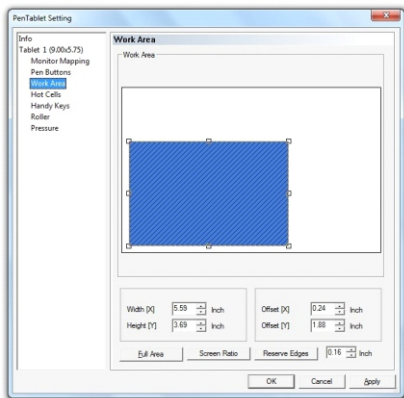 PenTablet Setting
Info
Tablet 1 (9.00x5.75)
Monitor Mapping
Pen Buttons
Work Area
Hot Cells
Handy Keys
Roller
Pressure
Work Area
Work Area
Width [X] 5.59 Inch
Height [Y] 3.69 Inch
Offset [X] 0.24 Inch
Offset [Y] 1.88 Inch
Full Area Screen Ratio Reserve Edges 0.16 Inch
OK Cancel Apply